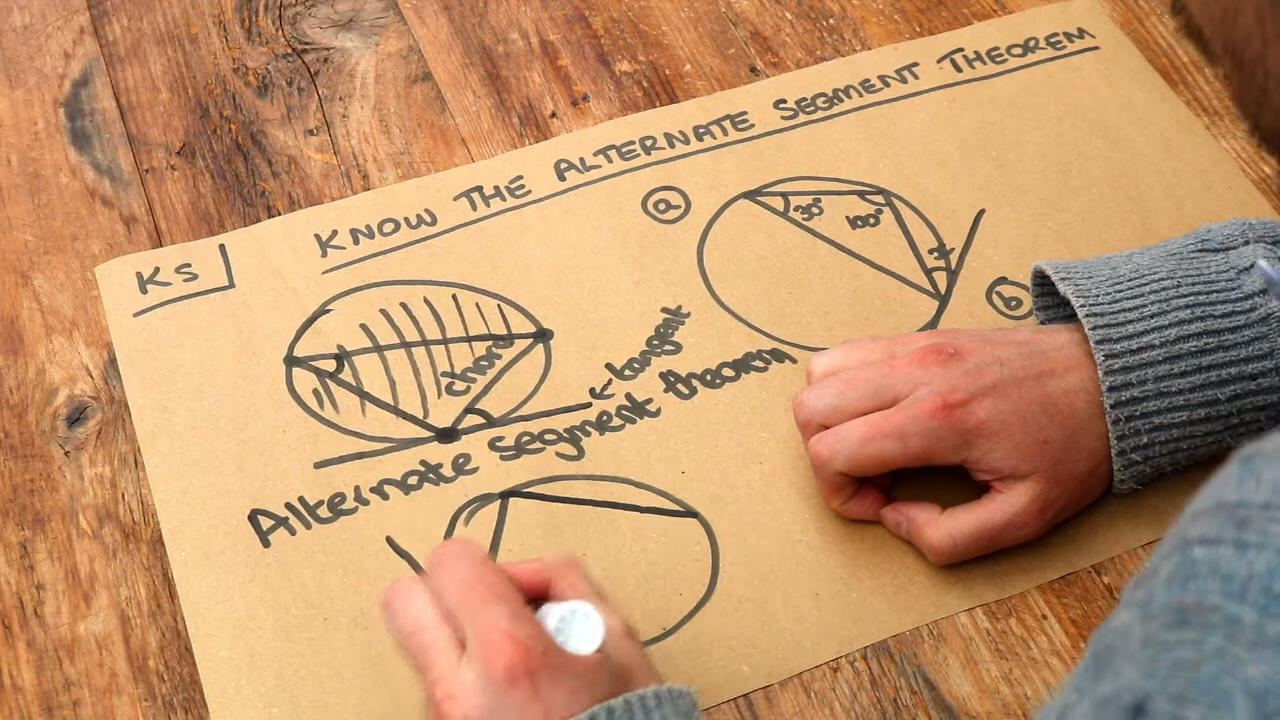 KNOW THE ALTERNATE SEGMENT THEOREM
KS
a
30°
100°
x
b
chord
← tangent
Alternate segment theorem